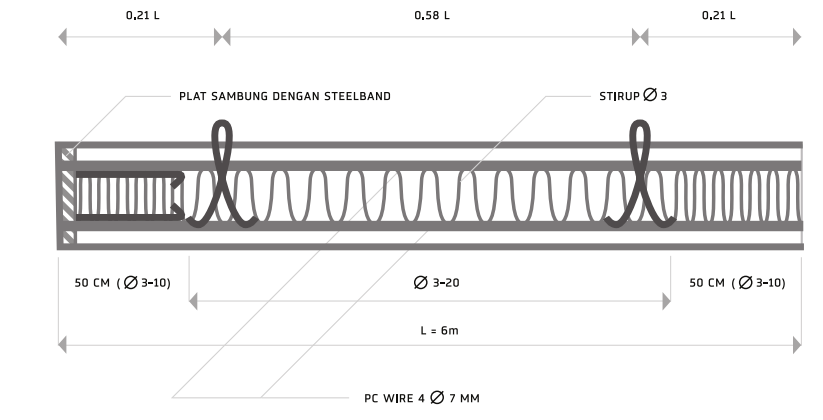 0.21 L
0.58 L
0.21 L
PLAT SAMBUNG DENGAN STEELBAND
STIRUP Ø 3
50 CM ( Ø 3-10)
Ø 3-20
50 CM ( Ø 3-10)
L = 6m
PC WIRE 4 Ø 7 MM